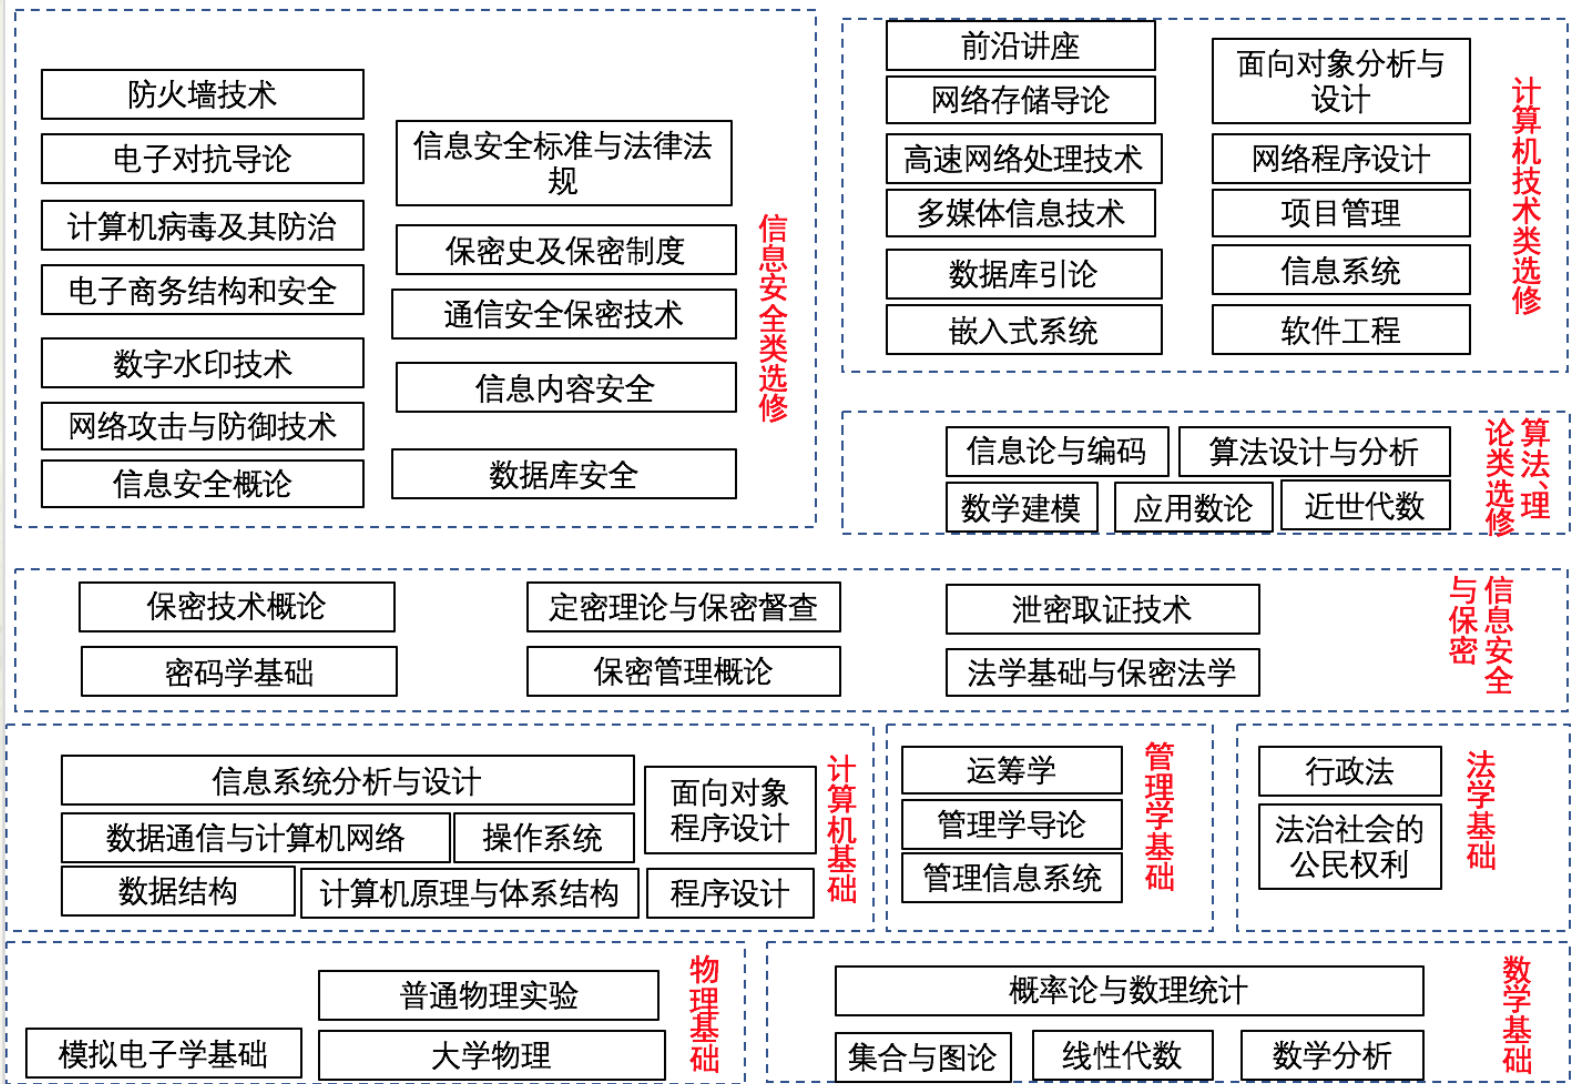 防火墙技术
电子对抗导论
计算机病毒及其防治
电子商务结构和安全
数字水印技术
网络攻击与防御技术
信息安全概论
信息安全标准与法律法
规
保密史及保密制度
通信安全保密技术
信息内容安全
数据库安全
信息安全类选修
前沿讲座
网络存储导论
高速网络处理技术
多媒体信息技术
数据库引论
嵌入式系统
面向对象分析与
设计
网络程序设计
项目管理
信息系统
软件工程
计算机技术类选修
信息论与编码
算法设计与分析
数学建模
应用数论
近世代数
算法、理
论类选修
保密技术概论
定密理论与保密督查
泄密取证技术
密码学基础
保密管理概论
法学基础与保密法学
信息安全
与保密
信息系统分析与设计
面向对象
程序设计
数据通信与计算机网络
操作系统
数据结构
计算机原理与体系结构
程序设计
计算机基础
运筹学
管理学导论
管理信息系统
管理学基础
行政法
法治社会的
公民权利
法学基础
普通物理实验
模拟电子学基础
大学物理
物理基础
概率论与数理统计
集合与图论
线性代数
数学分析
数学基础